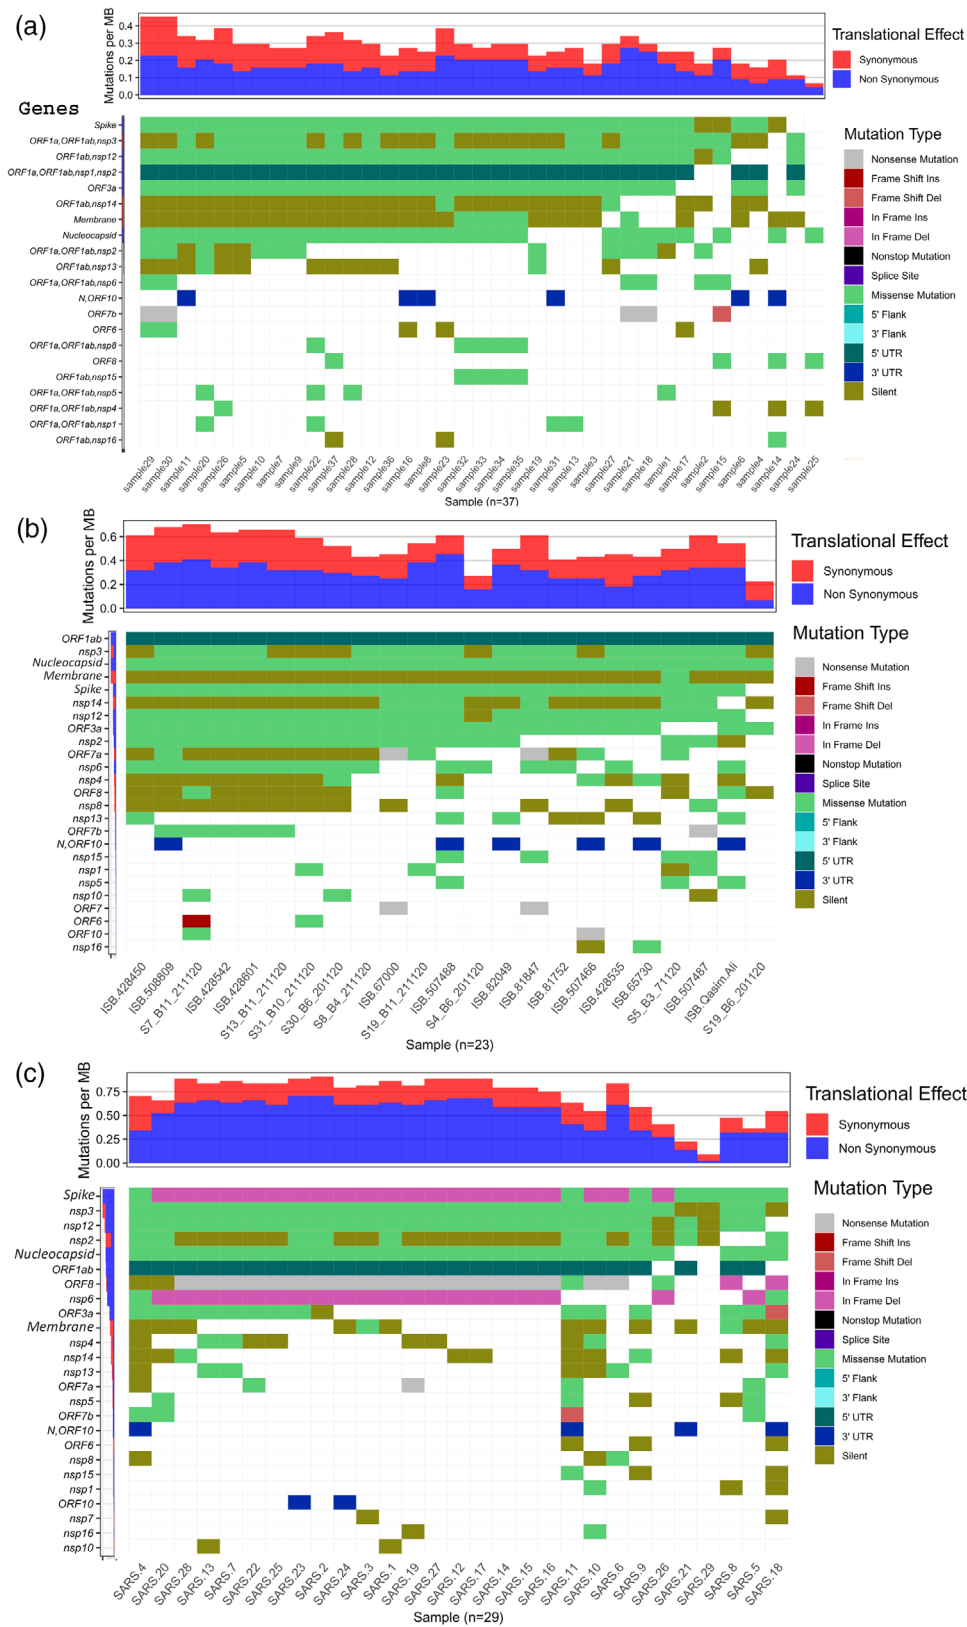 (a)
Mutations per MB
0.4
0.3
0.2
0.1
0.0
Translational Effect
Synonymous
Non Synonymous
Genes
Spike
ORF1a,ORF1ab,nsp3
ORF1ab,nsp12
ORF1a,ORF1ab,nsp1,nsp2
ORF3a
ORF1ab,nsp14
Membrane
Nucleocapsid
ORF1a,ORF1ab,nsp2
ORF1ab,nsp13
ORF1a,ORF1ab,nsp6
N,ORF10
ORF7b
ORF6
ORF1a,ORF1ab,nsp8
ORF8
ORF1ab,nsp15
ORF1a,ORF1ab,nsp5
ORF1a,ORF1ab,nsp4
ORF1a,ORF1ab,nsp1
ORF1ab,nsp16
Mutation Type
Nonsense Mutation
Frame Shift Ins
Frame Shift Del
In Frame Ins
In Frame Del
Nonstop Mutation
Splice Site
Missense Mutation
5' Flank
3' Flank
5' UTR
3' UTR
Silent
sample29 sample30 sample11 sample20 sample26 sample5 sample10 sample7 sample9 sample22 sample37 sample28 sample12 sample36 sample16 sample8 sample23 sample32 sample33 sample34 sample35 sample19 sample31 sample13 sample3 sample27 sample21 sample18 sample1 sample17 sample2 sample15 sample6 sample4 sample14 sample24 sample25
Sample (n=37)
(b)
Mutations per MB
0.6
0.4
0.2
0.0
Translational Effect
Synonymous
Non Synonymous
ORF1ab
nsp3
Nucleocapsid
Membrane
Spike
nsp14
nsp12
ORF3a
nsp2
ORF7a
nsp6
nsp4
ORF8
nsp8
nsp13
ORF7b
N,ORF10
nsp15
nsp1
nsp5
nsp10
ORF7
ORF6
ORF10
nsp16
Mutation Type
Nonsense Mutation
Frame Shift Ins
Frame Shift Del
In Frame Ins
In Frame Del
Nonstop Mutation
Splice Site
Missense Mutation
5' Flank
3' Flank
5' UTR
3' UTR
Silent
ISB.428450 ISB.508809 S7_B11_211120 ISB.428542 ISB.428601 S13_B11_211120 S31_B10_211120 S30_B6_201120 S8_B4_211120 ISB.67000 S19_B11_211120 ISB.507488 S4_B6_201720 ISB.82049 ISB.81847 ISB.81752 ISB.507466 ISB.428535 ISB.65730 S5_B3_71120 ISB.507487 ISB.Qasim.Ali S19_B6_201120
Sample (n=23)
(c)
Mutations per MB
0.75
0.50
0.25
0.00
Translational Effect
Synonymous
Non Synonymous
Spike
nsp3
nsp12
nsp2
Nucleocapsid
ORF1ab
ORF8
nsp6
ORF3a
Membrane
nsp4
nsp14
nsp13
ORF7a
nsp5
ORF7b
N,ORF10
ORF6
nsp8
nsp15
nsp1
ORF10
nsp7
nsp16
nsp10
Mutation Type
Nonsense Mutation
Frame Shift Ins
Frame Shift Del
In Frame Ins
In Frame Del
Nonstop Mutation
Splice Site
Missense Mutation
5' Flank
3' Flank
5' UTR
3' UTR
Silent
SARS.4 SARS.20 SARS.28 SARS.13 SARS.7 SARS.22 SARS.25 SARS.23 SARS.2 SARS.24 SARS.3 SARS.1 SARS.19 SARS.27 SARS.12 SARS.17 SARS.14 SARS.15 SARS.16 SARS.11 SARS.10 SARS.6 SARS.9 SARS.26 SARS.21 SARS.29 SARS.8 SARS.5 SARS.18
Sample (n=29)